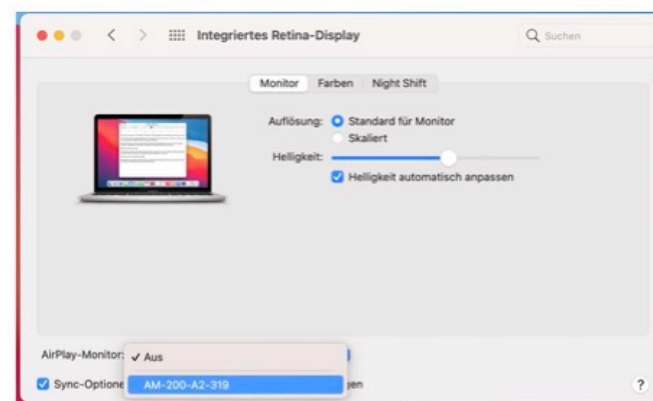 Integriertes Retina-Display
Suchen
Monitor Farben Night Shift
Auflösung: Standard für Monitor
Skaliert
Helligkeit:
Helligkeit automatisch anpassen
AirPlay-Monitor: ✓ Aus
Sync-Optione
AM-200-A2-319
gen
?